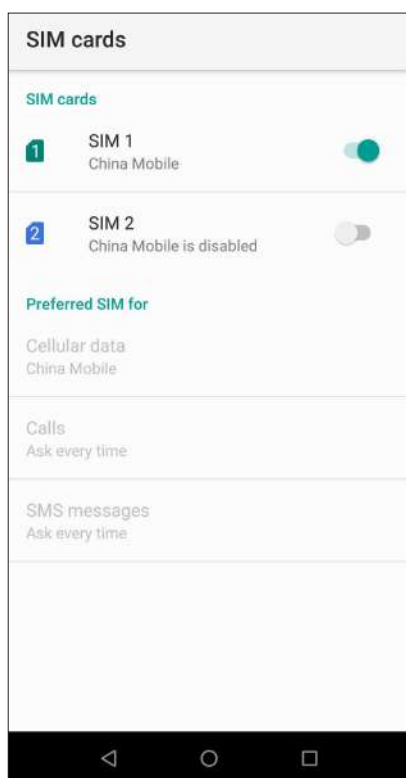 SIM cards
SIM cards
1
SIM 1
China Mobile
2
SIM 2
China Mobile is disabled
Preferred SIM for
Cellular data
China Mobile
Calls
Ask every time
SMS messages
Ask every time